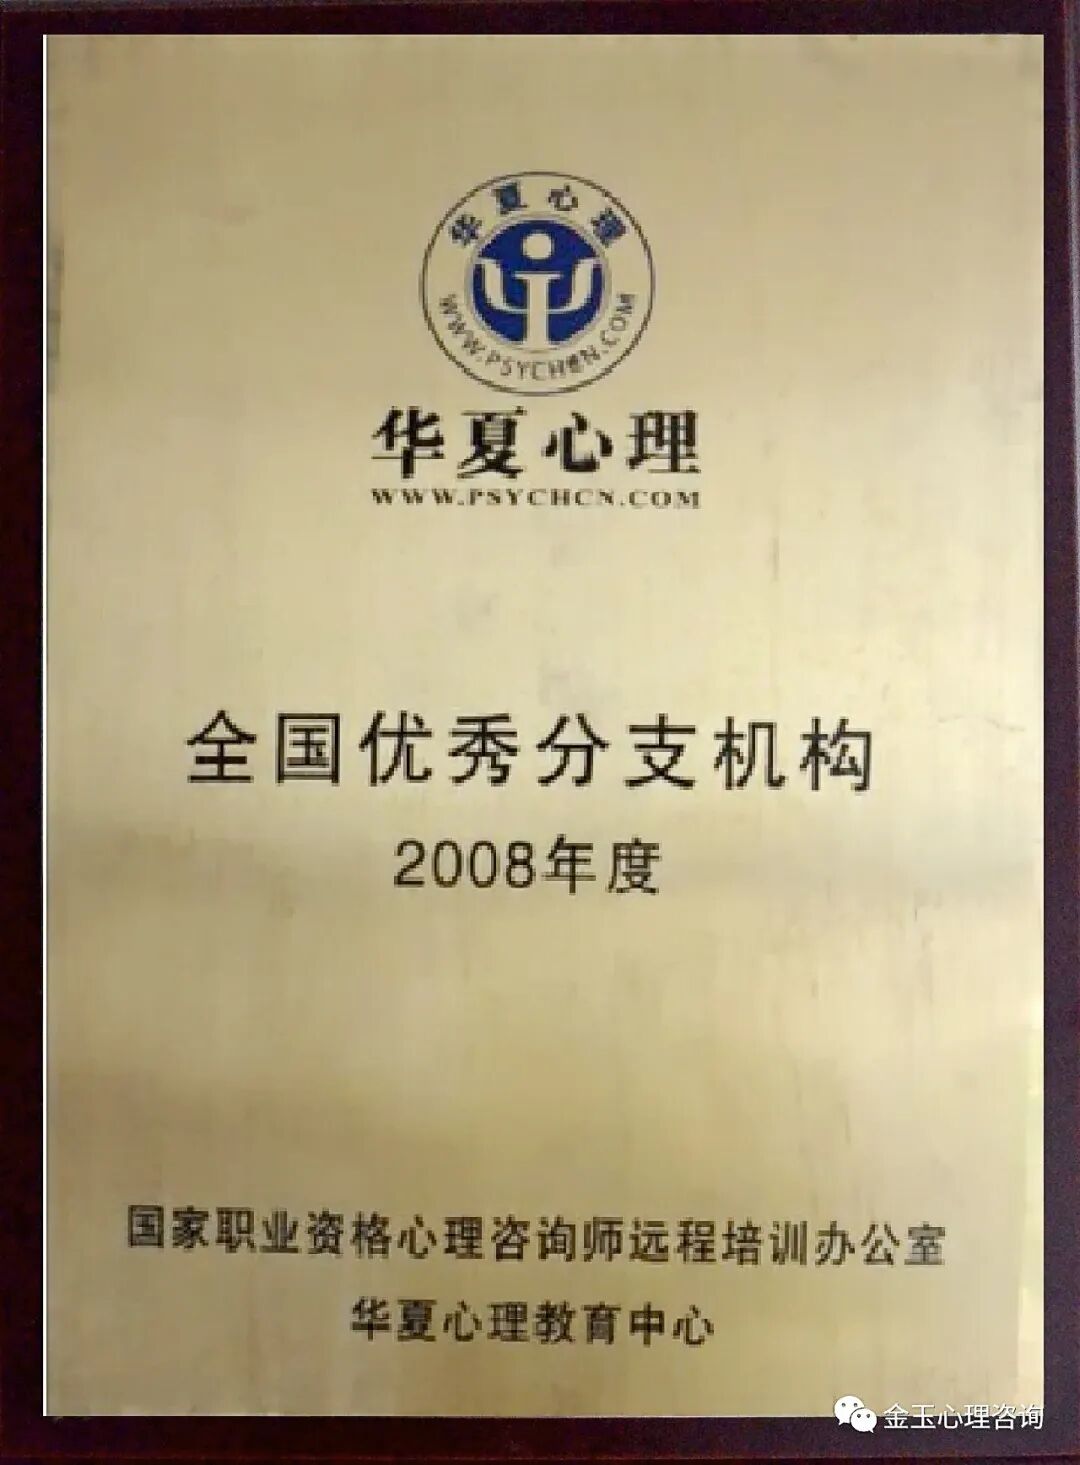 华夏心理
WWW.PSYCHCN.COM
华夏心理
WWW.PSYCHCN.COM
全国优秀分支机构
2008年度
国家职业资格心理咨询师远程培训办公室
华夏心理教育中心
金玉心理咨询